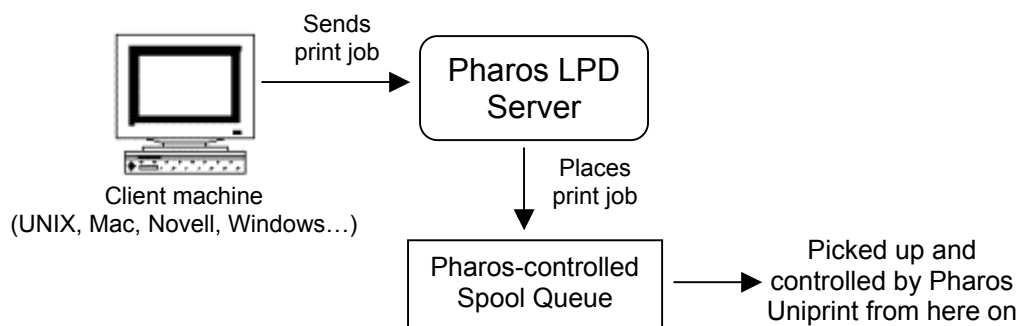 Sends
print job
Pharos LPD
Server
Client machine
(UNIX, Mac, Novell, Windows…)
Places
print job
Pharos-controlled
Spool Queue
Picked up and
controlled by Pharos
Uniprint from here on